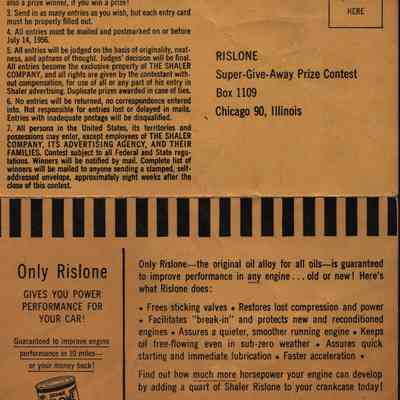 also a prize winner, if you win a prize!
3. Send in as many entries as you wish, but each entry card
must be properly filled out.
4. All entries must be mailed and postmarked on or before
July 14, 1956.
5. All entries will be judged on the basis of originality, neat-
ness, and aptness of thought. Judges' decision will be final.
All entries become the exclusive property of THE SHALER
COMPANY, and all rights are given by the contestant with-
out compensation, for use of all or any part of his entry in
Shaler advertising. Duplicate prizes awarded in case of ties.
6. No entries will be returned, no correspondence entered
into. Not responsible for entries lost or delayed in mails.
Entries with inadequate postage will be disqualified.
7. All persons in the United States, its territories and
possessions may enter, except employees of THE SHALER
COMPANY, ITS ADVERTISING AGENCY, AND THEIR
FAMILIES. Contest subject to all Federal and State regu-
lations. Winners will be notified by mail. Complete list of
winners will be mailed to anyone sending a stamped, self-
addressed envelope, approximately eight weeks after the
close of this contest.
HERE
RISLONE
Super-Give-Away Prize Contest
Box 1109
Chicago 90, Illinois
Only Rislone
GIVES YOU POWER
PERFORMANCE FOR
YOUR CAR!
Guaranteed to improve engine
performance in 10 miles—
or your money back!
Only Rislone—the original oil alloy for all oils—is guaranteed
to improve performance in any engine . . . old or new! Here's
what Rislone does:
• Frees sticking valves • Restores lost compression and power
• Facilitates "break-in" and protects new and reconditioned
engines • Assures a quieter, smoother running engine • Keeps
oil free-flowing even in sub-zero weather • Assures quick
starting and immediate lubrication • Faster acceleration •
Find out how much more horsepower your engine can develop
by adding a quart of Shaler Rislone to your crankcase today!